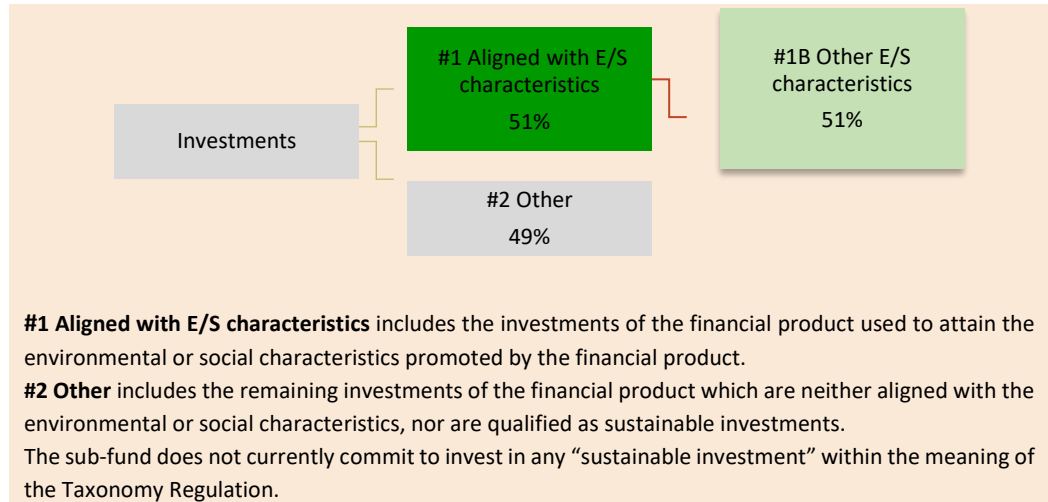 Investments
#1 Aligned with E/S
characteristics
51%
#1B Other E/S
characteristics
51%
#2 Other
49%
#1 Aligned with E/S characteristics includes the investments of the financial product used to attain the
environmental or social characteristics promoted by the financial product.
#2 Other includes the remaining investments of the financial product which are neither aligned with the
environmental or social characteristics, nor are qualified as sustainable investments.
The sub-fund does not currently commit to invest in any “sustainable investment” within the meaning of
the Taxonomy Regulation.